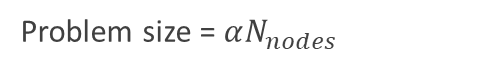 Problem size = αN_nodes